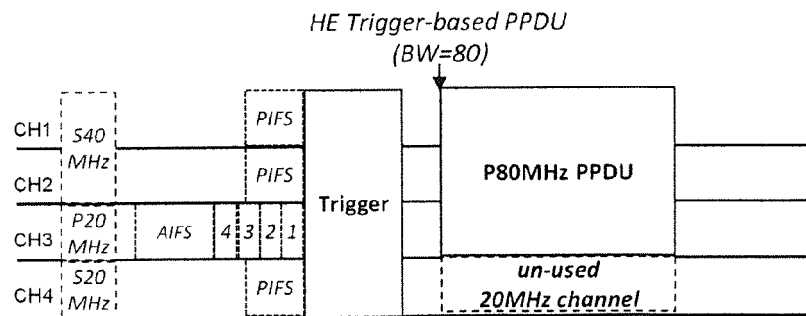 HE Trigger-based PPDU
(BW=80)
CH1
S40
MHz
PIFS
CH2
PIFS
Trigger
P80MHz PPDU
CH3
P20
MHz
AIFS
4
3
2
1
CH4
S20
MHz
PIFS
un-used
20MHz channel